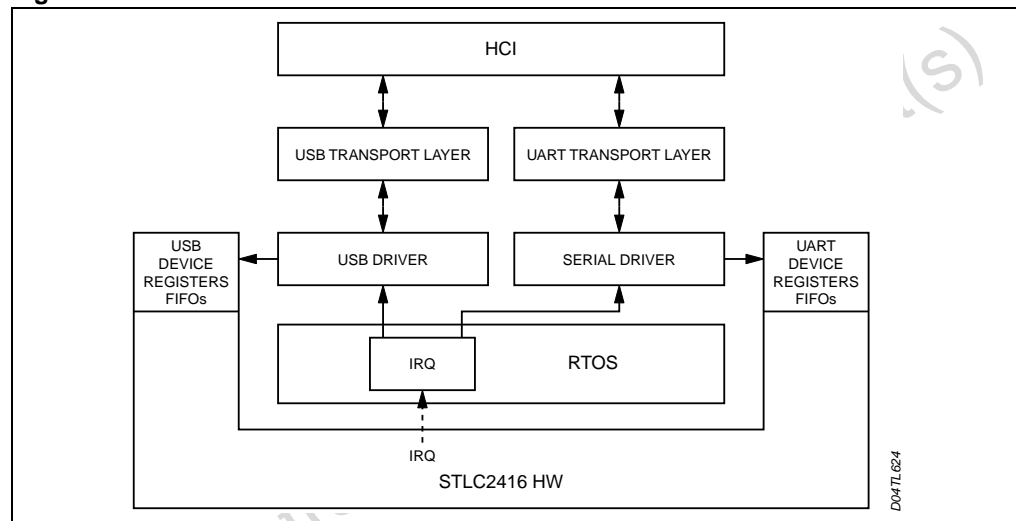 HCI
USB TRANSPORT LAYER
UART TRANSPORT LAYER
USB
DEVICE
REGISTERS
FIFOs
USB DRIVER
SERIAL DRIVER
UART
DEVICE
REGISTERS
FIFOs
IRQ
RTOS
IRQ
STLC2416 HW
D04TL624